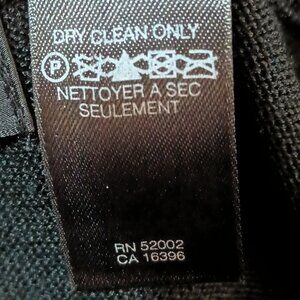 DRY CLEAN ONLY
P
NETTOYER A SEC
SEULEMENT
RN 52002
CA 16396